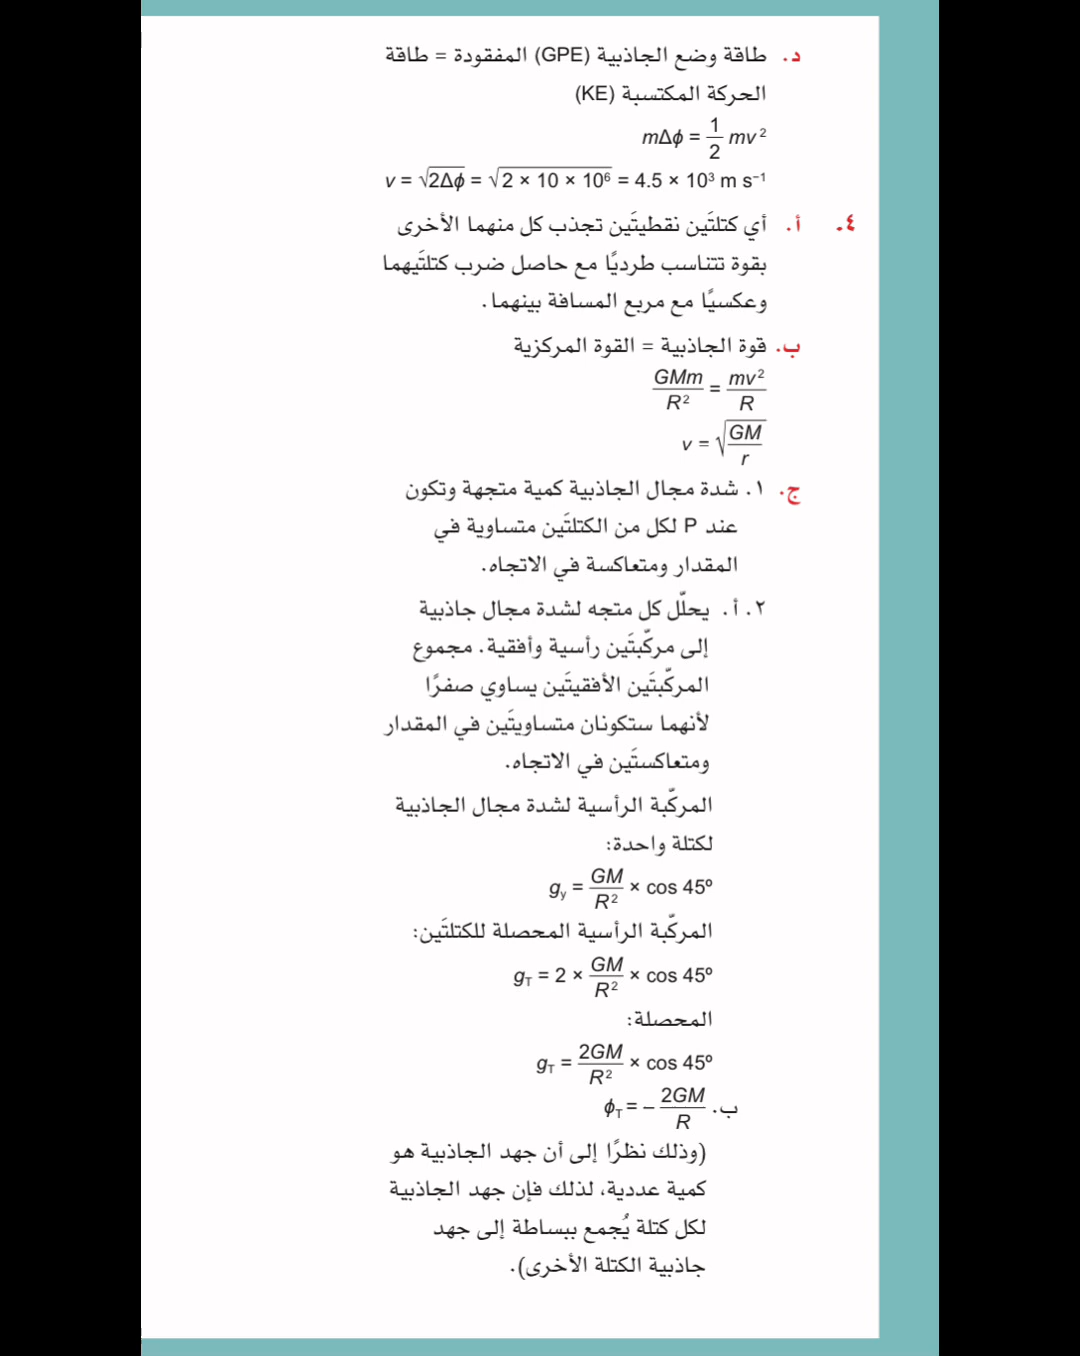 د. طاقة وضع الجاذبية (GPE) المفقودة = طاقة
الحركة المكتسبة (KE)
mΔϕ = 1/2 mv²
v = √(2Δϕ) = √(2 × 10 × 10⁶) = 4.5 × 10³ m s⁻¹
٤. أ. أي كتلتَين نقطيتَين تجذب كل منهما الأخرى
بقوة تتناسب طرديًا مع حاصل ضرب كتلتَيهما
وعكسيًا مع مربع المسافة بينهما.
ب. قوة الجاذبية = القوة المركزية
GMm/R² = mv²/R
v = √(GM/r)
ج. ١. شدة مجال الجاذبية كمية متجهة وتكون
عند P لكل من الكتلتَين متساوية في
المقدار ومتعاكسة في الاتجاه.
٢. أ. يحلّل كل متجه لشدة مجال جاذبية
إلى مركّبتَين رأسية وأفقية. مجموع
المركّبتَين الأفقيتَين يساوي صفرًا
لأنهما ستكونان متساويتَين في المقدار
ومتعاكستَين في الاتجاه.
المركّبة الرأسية لشدة مجال الجاذبية
لكتلة واحدة:
g_y = GM/R² × cos 45º
المركّبة الرأسية المحصلة للكتلتَين:
g_T = 2 × GM/R² × cos 45º
المحصلة:
g_T = 2GM/R² × cos 45º
ب. ϕ_T = − 2GM/R
(وذلك نظرًا إلى أن جهد الجاذبية هو
كمية عددية، لذلك فإن جهد الجاذبية
لكل كتلة يُجمع ببساطة إلى جهد
جاذبية الكتلة الأخرى).